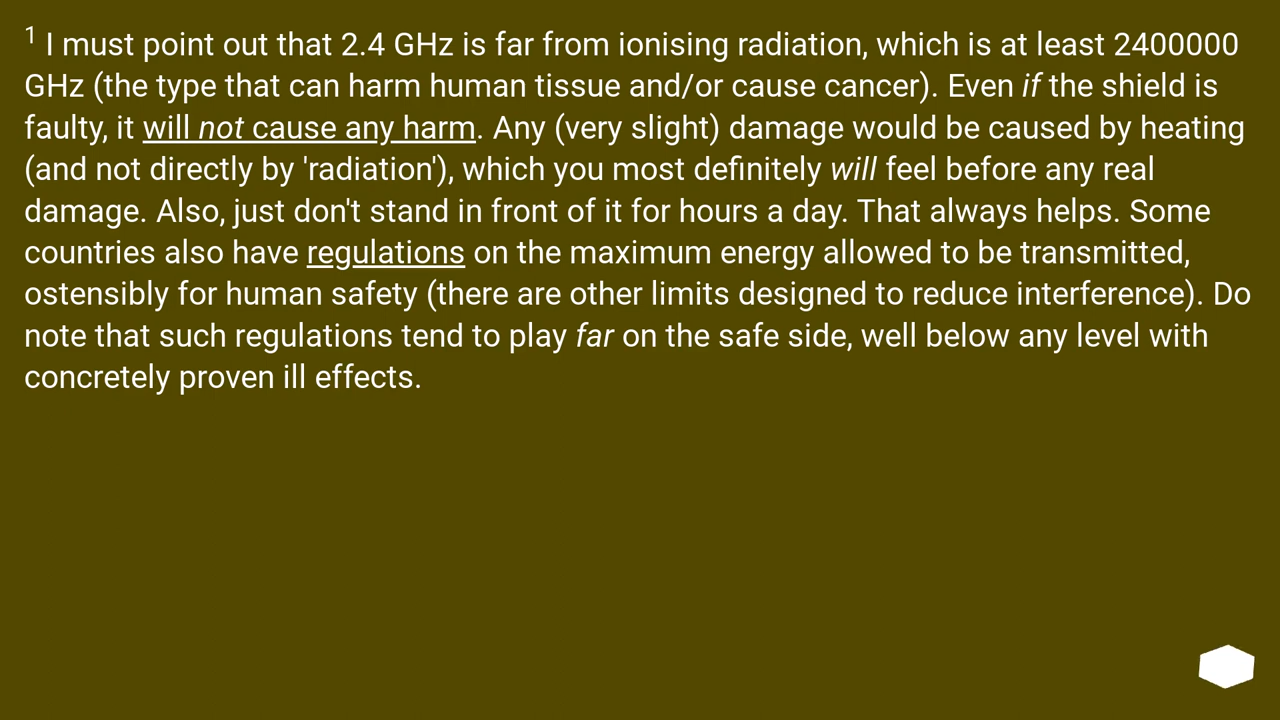 1 I must point out that 2.4 GHz is far from ionising radiation, which is at least 2400000
GHz (the type that can harm human tissue and/or cause cancer). Even if the shield is
faulty, it will not cause any harm. Any (very slight) damage would be caused by heating
(and not directly by 'radiation'), which you most definitely will feel before any real
damage. Also, just don't stand in front of it for hours a day. That always helps. Some
countries also have regulations on the maximum energy allowed to be transmitted,
ostensibly for human safety (there are other limits designed to reduce interference). Do
note that such regulations tend to play far on the safe side, well below any level with
concretely proven ill effects.